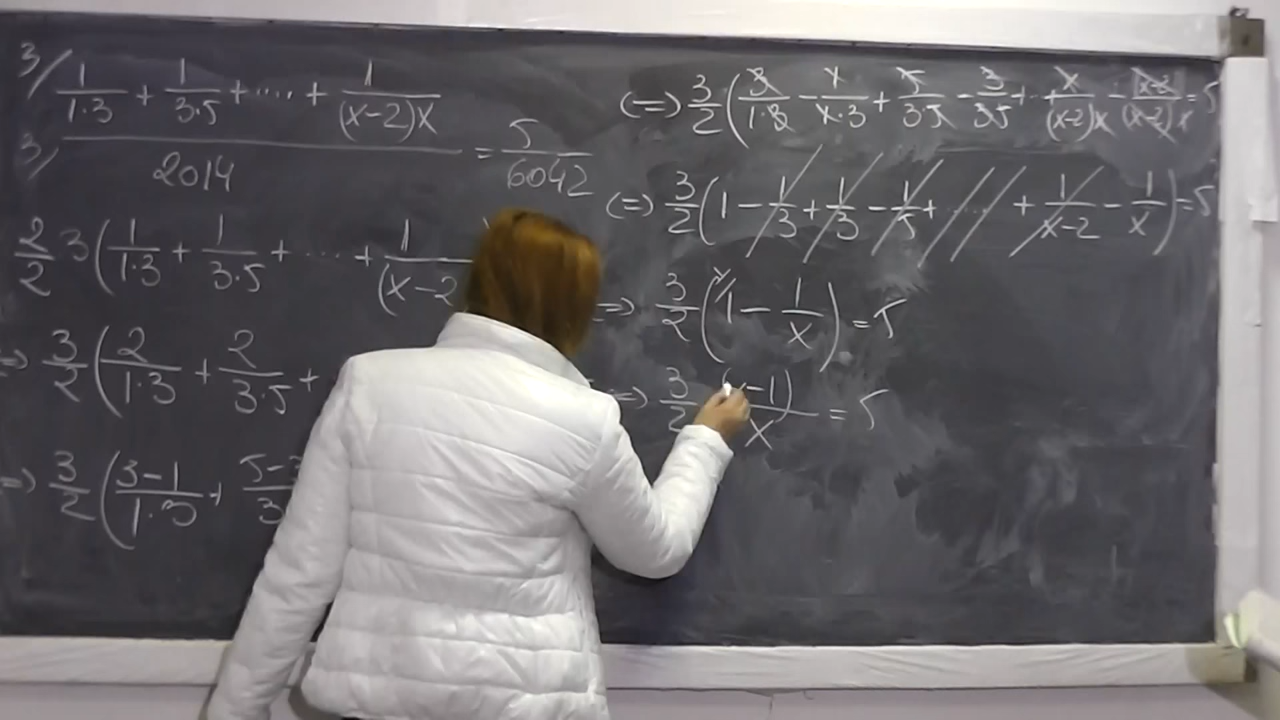 3/ 1/(1·3) + 1/(3·5) + .... + 1/((x-2)x)
3/ 2014 = 5/6042
2/2 3(1/(1·3) + 1/(3·5) + .... + 1/(x-2
=> 3/2 (2/(1·3) + 2/(3·5) +
=> 3/2 (3-1/(1·3) + 5-3/3
(=) 3/2 (3/(1·3) - 1/(1·3) + 5/(3·5) - 3/(3·5) + ... x/((x-2)x) - (x-2)/((x-2)x) = 5
(=) 3/2 (1 - 1/3 + 1/3 - 1/5 + .... + 1/(x-2) - 1/x) = 5
=> 3/2 (1 - 1/x) = 5
=> 3/2 ( -1)/x = 5